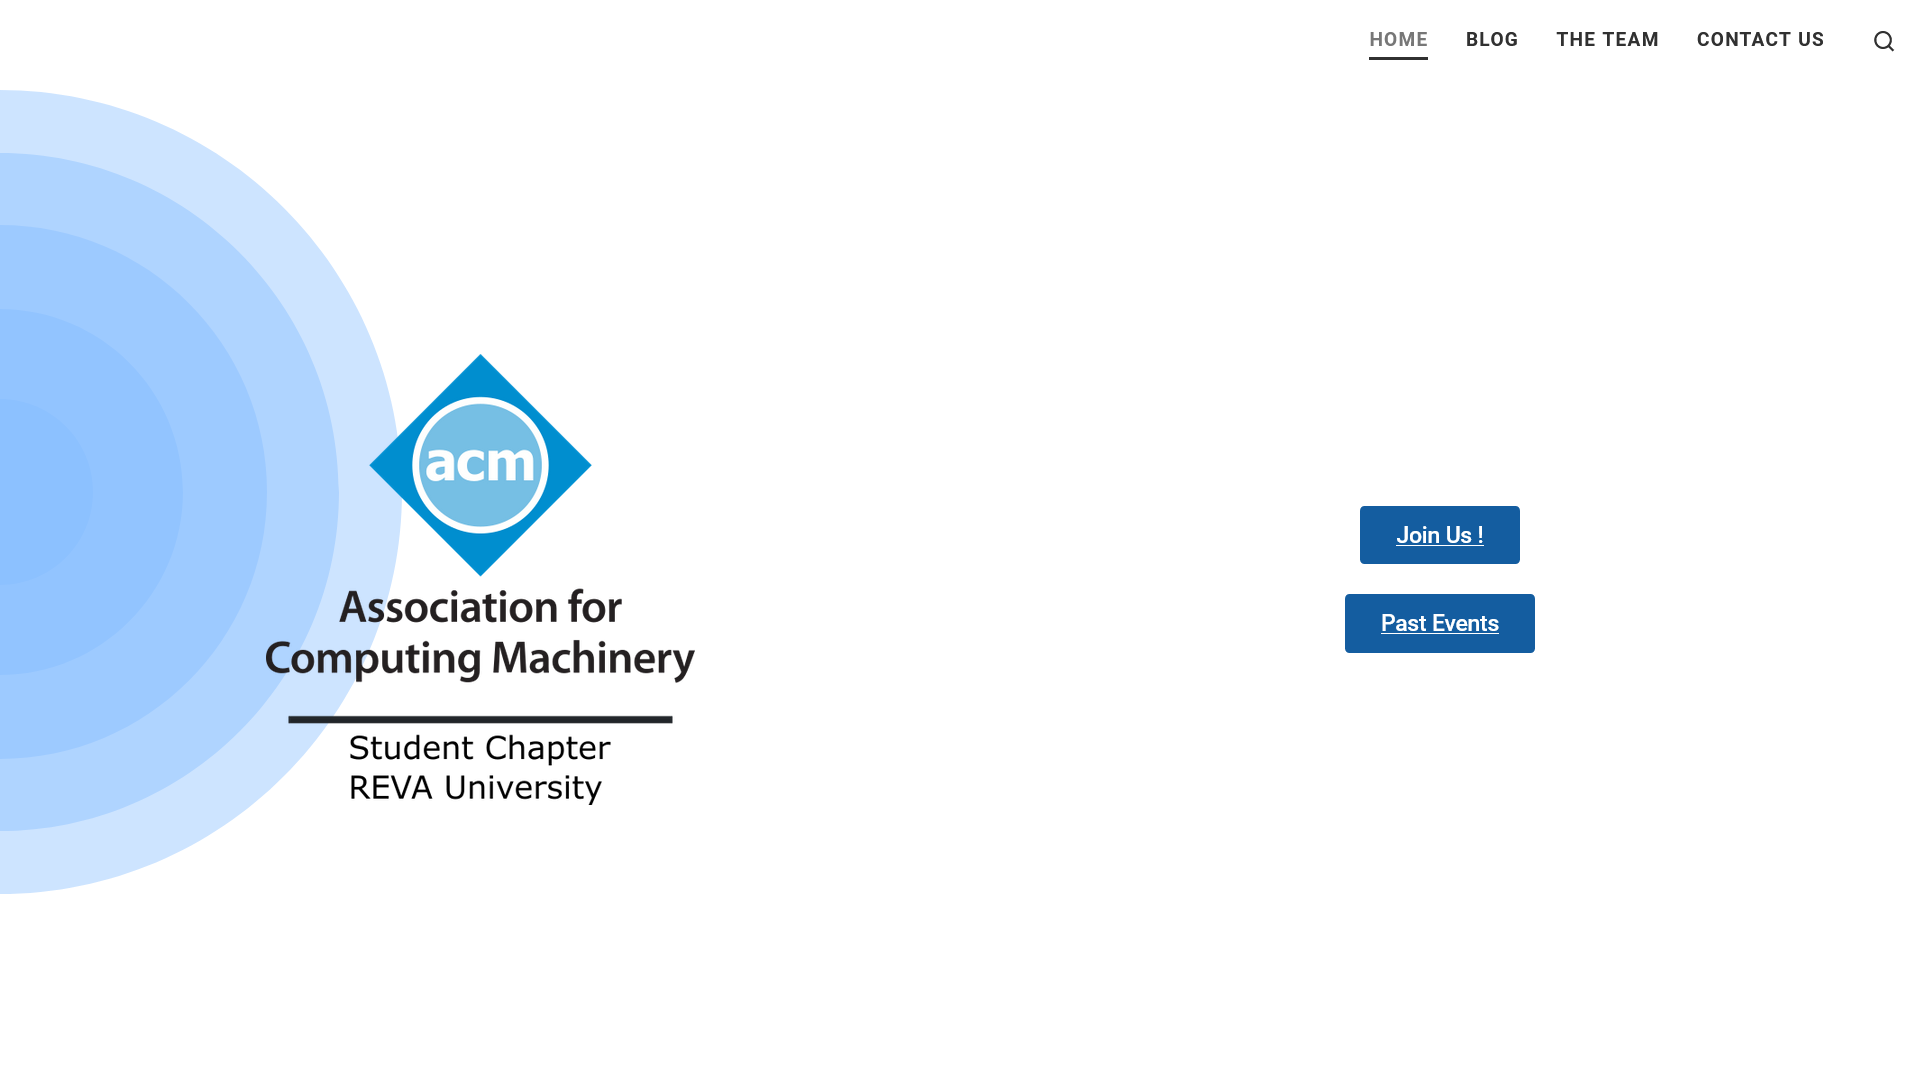 HOME BLOG THE TEAM CONTACT US
acm
Association for
Computing Machinery
Student Chapter
REVA University
Join Us !
Past Events